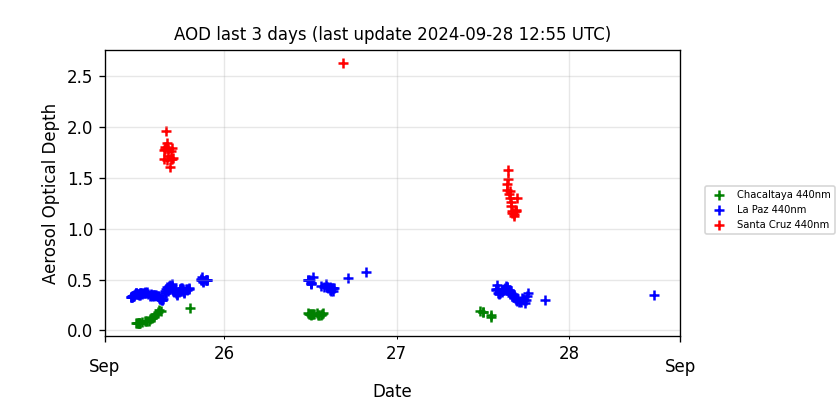 AOD last 3 days (last update 2024-09-28 12:55 UTC)
2.5
2.0
1.5
1.0
0.5
0.0
Aerosol Optical Depth
26
27
28
Sep
Sep
Date
Chacaltaya 440nm
La Paz 440nm
Santa Cruz 440nm